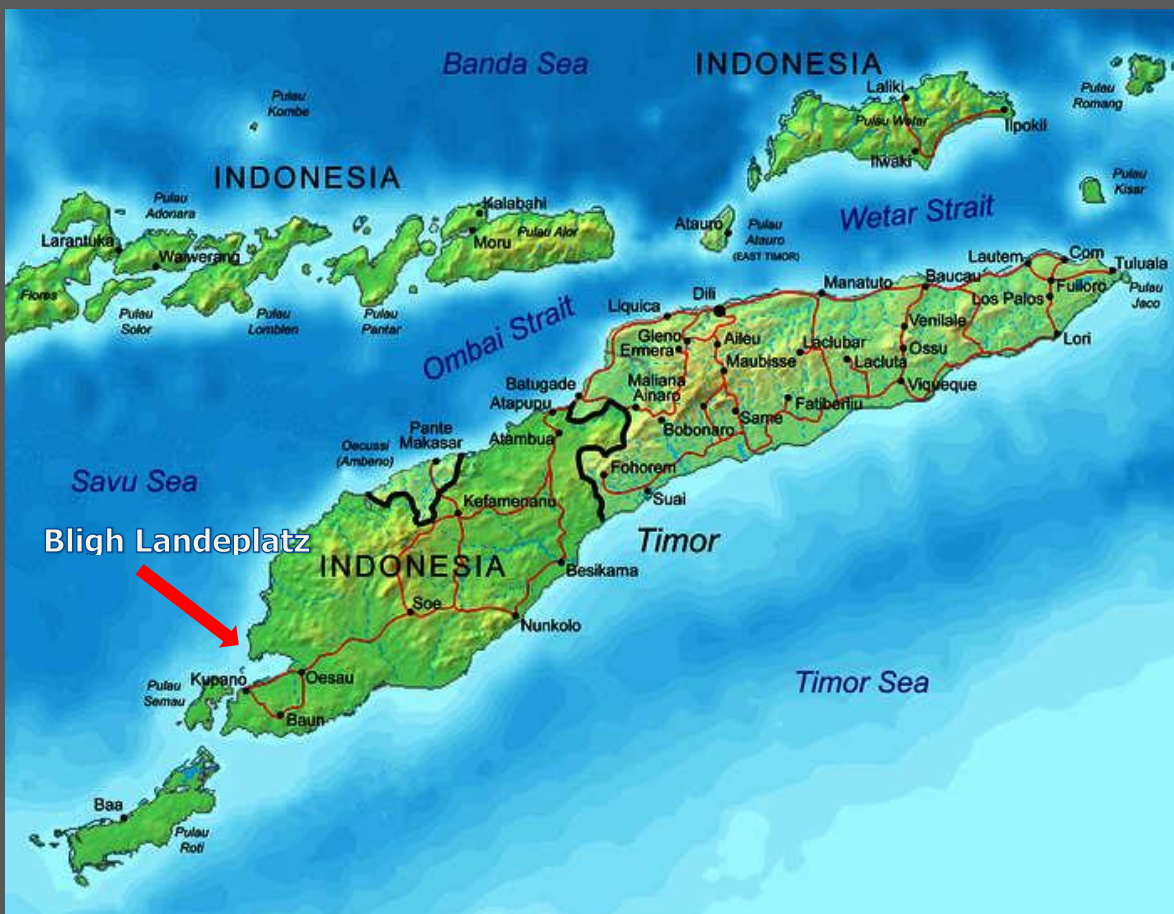 Banda Sea
INDONESIA
Laliki
Pulau
Romang
Pulau
Kombe
Pulau Wetar
Ilpokil
Ilwaki
INDONESIA
Pulau
Kisar
Pulau
Adonara
Kalabahi
Wetar Strait
Larantuka
Moru
Pulau Alor
Atauro
Pulau
Atauro
(EAST TIMOR)
Waiwerang
Lautem
Com
Tuluala
Flores
Baucau
Fuiloro
Pulau
Jaco
Manatuto
Dili
Liquica
Los Palos
Pulau
Solor
Pulau
Lomblen
Pulau
Pantar
Ombai Strait
Venilale
Lori
Gleno
Ermera
Aileu
Laclubar
Ossu
Maubisse
Lacluta
Batugade
Maliana
Ainaro
Viqueque
Atapupu
Fatiberliu
Same
Pante
Makasar
Atambua
Bobonaro
Oecussi
(Ambeno)
Fohorem
Savu Sea
Suai
Kefamenanu
Bligh Landeplatz
Timor
INDONESIA
Besikama
Soe
Nunkolo
Kupang
Oesau
Timor Sea
Pulau
Semau
Baun
Baa
Pulau
Roti